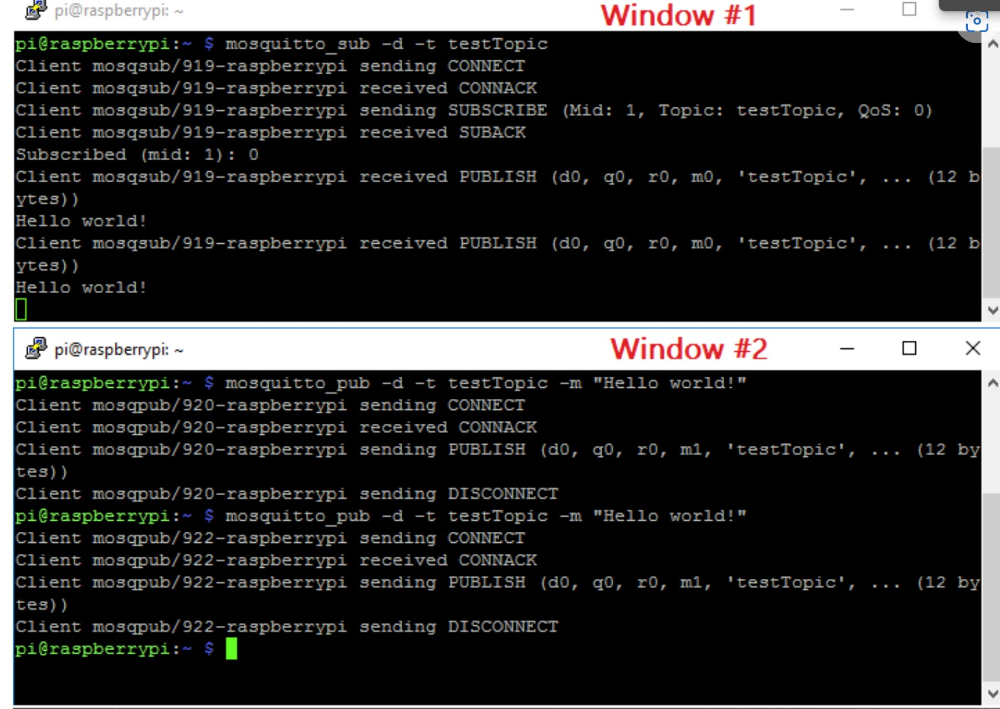 pi@raspberrypi: ~
Window #1
pi@raspberrypi:~ $ mosquitto_sub -d -t testTopic
Client mosqsub/919-raspberrypi sending CONNECT
Client mosqsub/919-raspberrypi received CONNACK
Client mosqsub/919-raspberrypi sending SUBSCRIBE (Mid: 1, Topic: testTopic, QoS: 0)
Client mosqsub/919-raspberrypi received SUBACK
Subscribed (mid: 1): 0
Client mosqsub/919-raspberrypi received PUBLISH (d0, q0, r0, m0, 'testTopic', ... (12 b
ytes))
Hello world!
Client mosqsub/919-raspberrypi received PUBLISH (d0, q0, r0, m0, 'testTopic', ... (12 b
ytes))
Hello world!
pi@raspberrypi: ~
Window #2
pi@raspberrypi:~ $ mosquitto_pub -d -t testTopic -m "Hello world!"
Client mosqpub/920-raspberrypi sending CONNECT
Client mosqpub/920-raspberrypi received CONNACK
Client mosqpub/920-raspberrypi sending PUBLISH (d0, q0, r0, m1, 'testTopic', ... (12 by
tes))
Client mosqpub/920-raspberrypi sending DISCONNECT
pi@raspberrypi:~ $ mosquitto_pub -d -t testTopic -m "Hello world!"
Client mosqpub/922-raspberrypi sending CONNECT
Client mosqpub/922-raspberrypi received CONNACK
Client mosqpub/922-raspberrypi sending PUBLISH (d0, q0, r0, m1, 'testTopic', ... (12 by
tes))
Client mosqpub/922-raspberrypi sending DISCONNECT
pi@raspberrypi:~ $